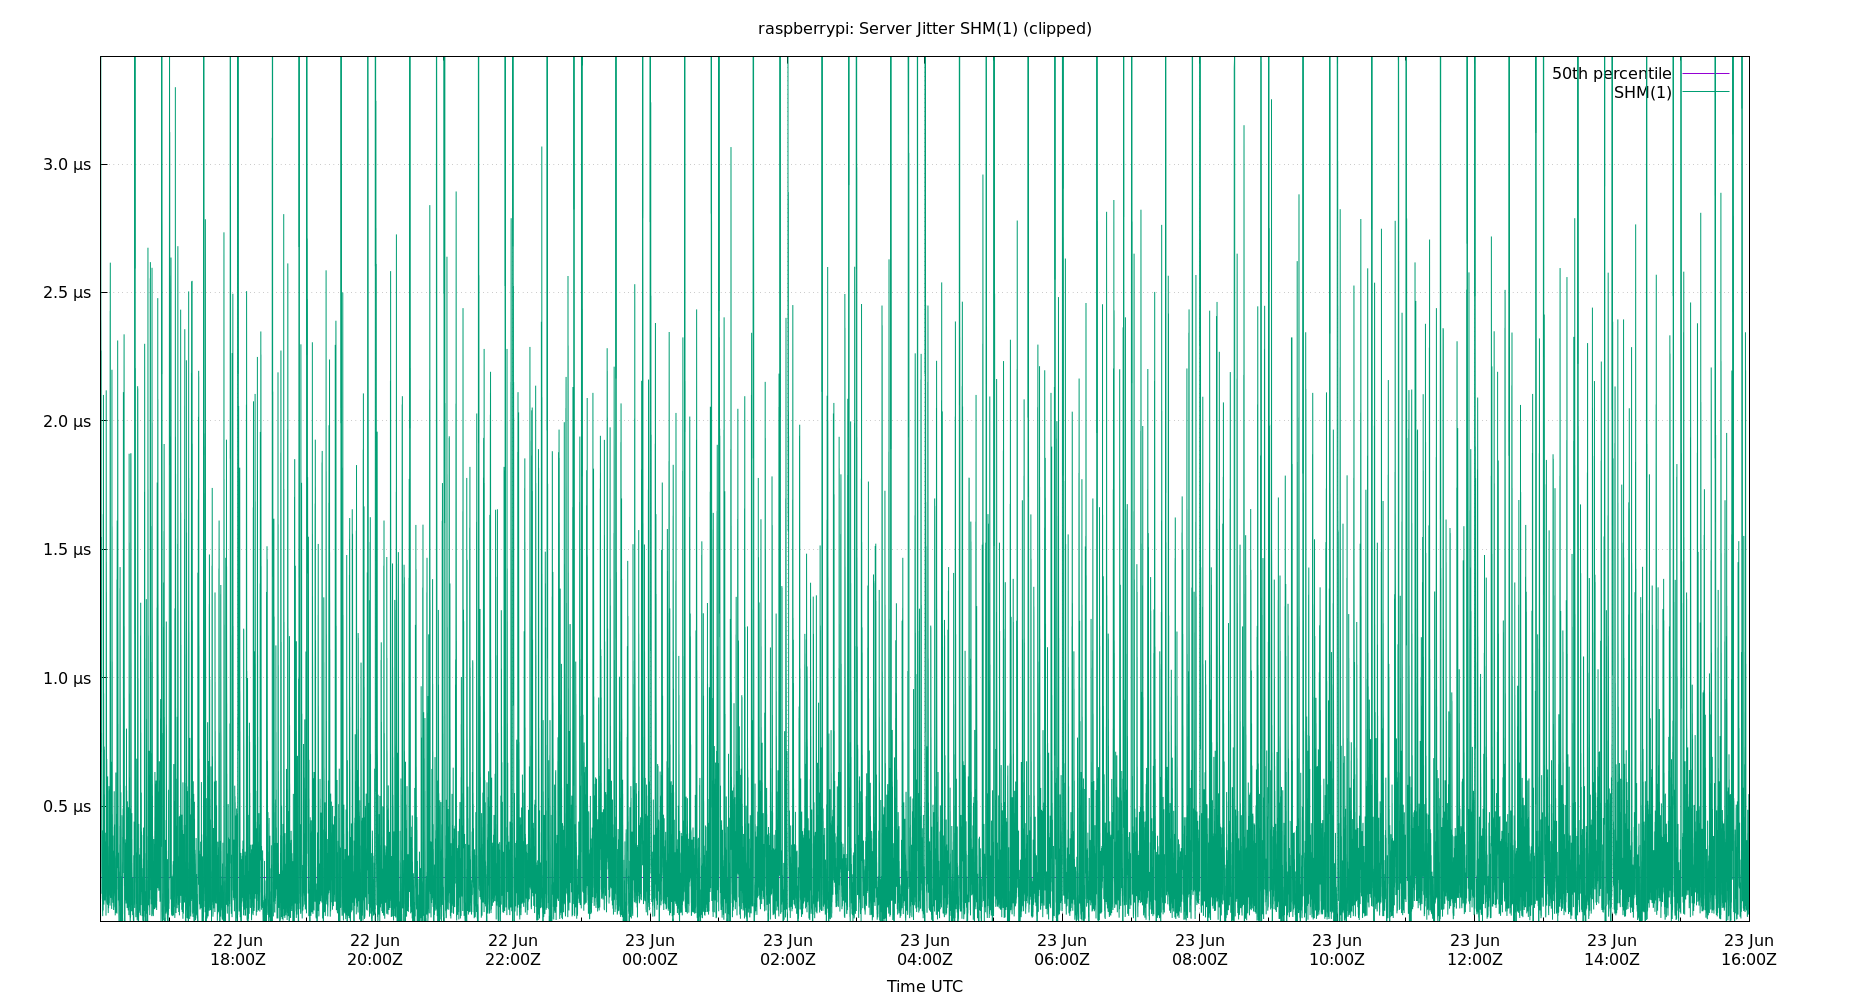 raspberrypi: Server Jitter SHM(1) (clipped)
50th percentile
SHM(1)
3.0 µs
2.5 µs
2.0 µs
1.5 µs
1.0 µs
0.5 µs
22 Jun 22 Jun 22 Jun 23 Jun 23 Jun 23 Jun 23 Jun 23 Jun 23 Jun 23 Jun 23 Jun 23 Jun
18:00Z 20:00Z 22:00Z 00:00Z 02:00Z 04:00Z 06:00Z 08:00Z 10:00Z 12:00Z 14:00Z 16:00Z
Time UTC